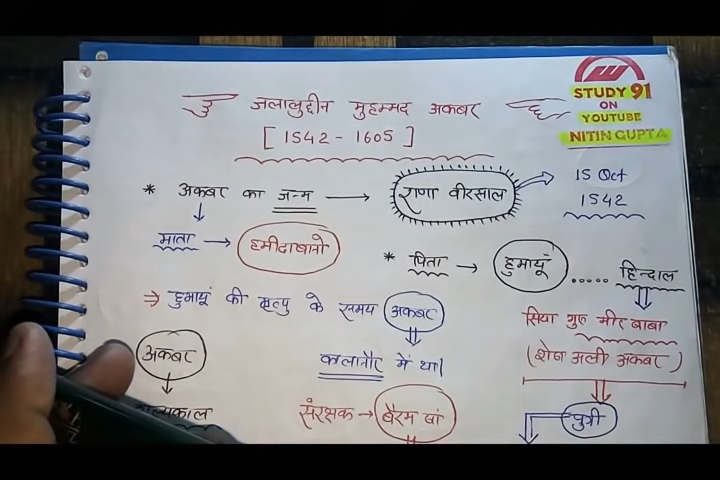 जलालुद्दीन मुहम्मद अकबर
[ 1542 - 1605 ]
STUDY 91
ON
YOUTUBE
NITIN GUPTA
* अकबर का जन्म → राणा वीरसाल
15 Oct
1542
माता → हमीदाबानो
* पिता → हुमायूं ..... हिन्दाल
⇒ हुमायूं की मृत्यु के समय अकबर
कलानौर में था।
सिया गुरु मीर बाबा
(शेख अली अकबर)
अकबर
संरक्षक → बैरम खां
पुत्री